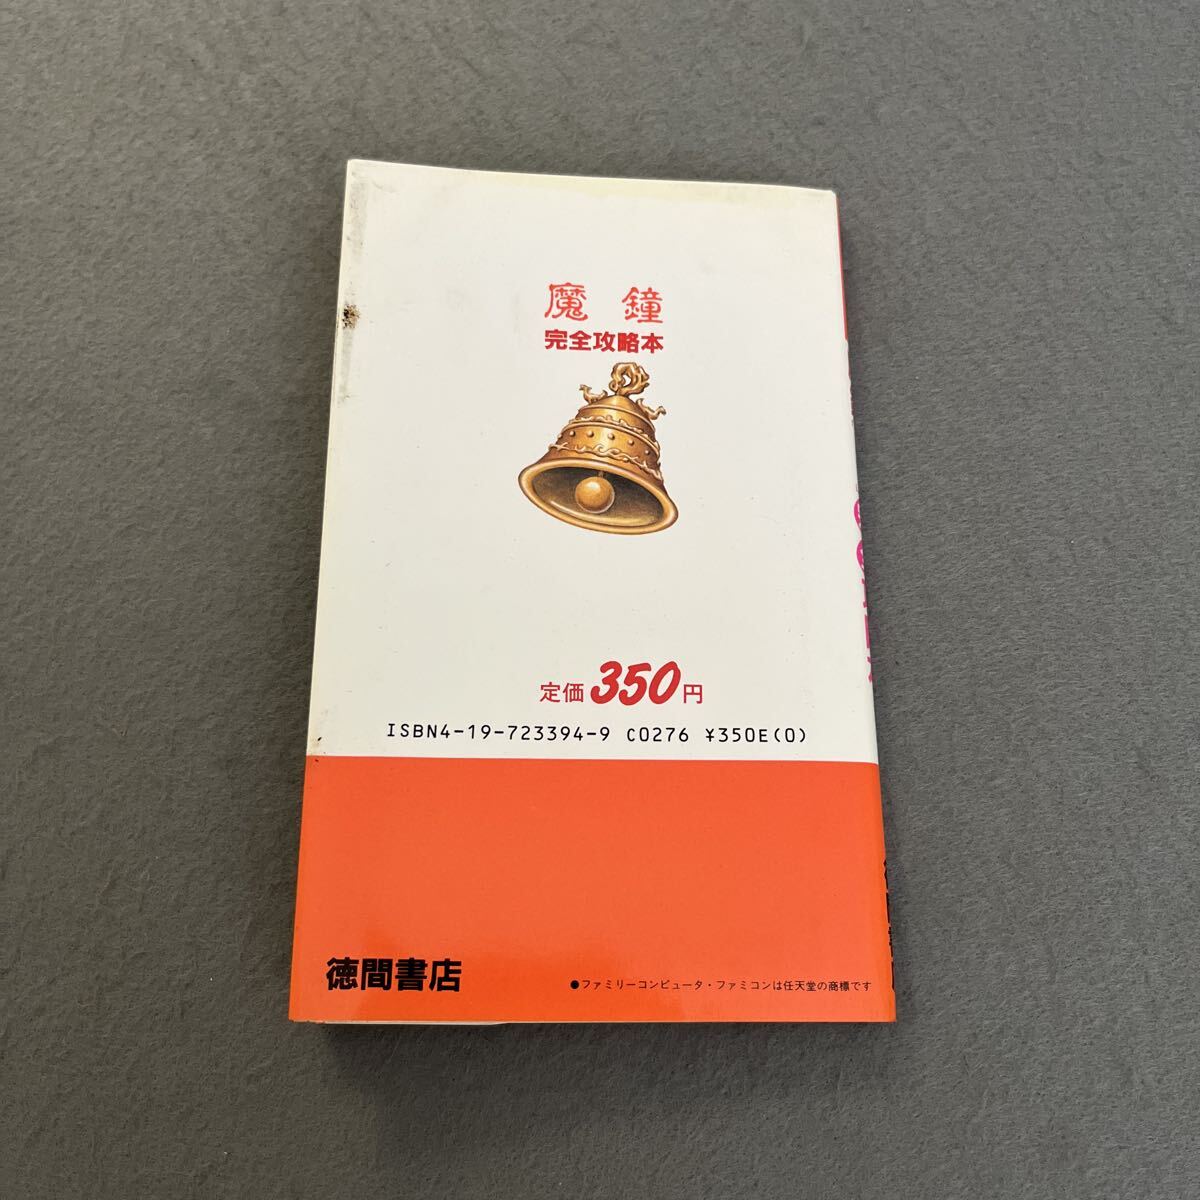 魔鐘
完全攻略本
定価350円
ISBN4-19-723394-9 C0276 ¥350E(0)
徳間書店
●ファミリーコンピュータ・ファミコンは任天堂の商標です